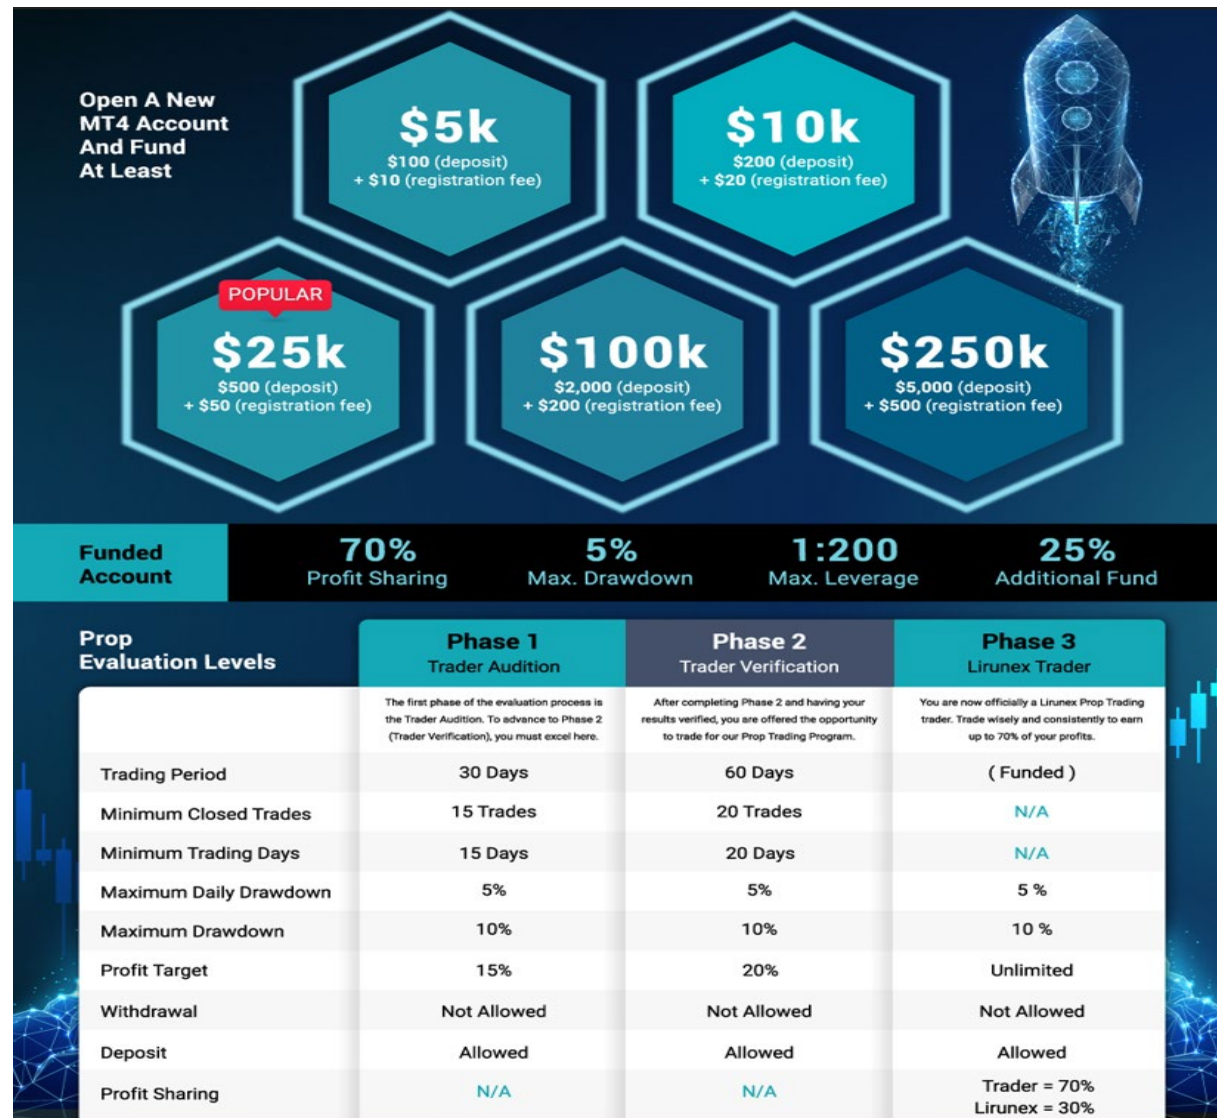 Open A New
MT4 Account
And Fund
At Least
$5k
$100 (deposit)
+ $10 (registration fee)
$10k
$200 (deposit)
+ $20 (registration fee)
POPULAR
$25k
$500 (deposit)
+ $50 (registration fee)
$100k
$2,000 (deposit)
+ $200 (registration fee)
$250k
$5,000 (deposit)
+ $500 (registration fee)
Funded
Account
70%
Profit Sharing
5%
Max. Drawdown
1:200
Max. Leverage
25%
Additional Fund
Prop
Evaluation Levels
Phase 1
Trader Audition
Phase 2
Trader Verification
Phase 3
Lirunex Trader
The first phase of the evaluation process is
the Trader Audition. To advance to Phase 2
(Trader Verification), you must excel here.
After completing Phase 2 and having your
results verified, you are offered the opportunity
to trade for our Prop Trading Program.
You are now officially a Lirunex Prop Trading
trader. Trade wisely and consistently to earn
up to 70% of your profits.
Trading Period 30 Days 60 Days ( Funded )
Minimum Closed Trades 15 Trades 20 Trades N/A
Minimum Trading Days 15 Days 20 Days N/A
Maximum Daily Drawdown 5% 5% 5 %
Maximum Drawdown 10% 10% 10 %
Profit Target 15% 20% Unlimited
Withdrawal Not Allowed Not Allowed Not Allowed
Deposit Allowed Allowed Allowed
Profit Sharing N/A N/A Trader = 70%
Lirunex = 30%